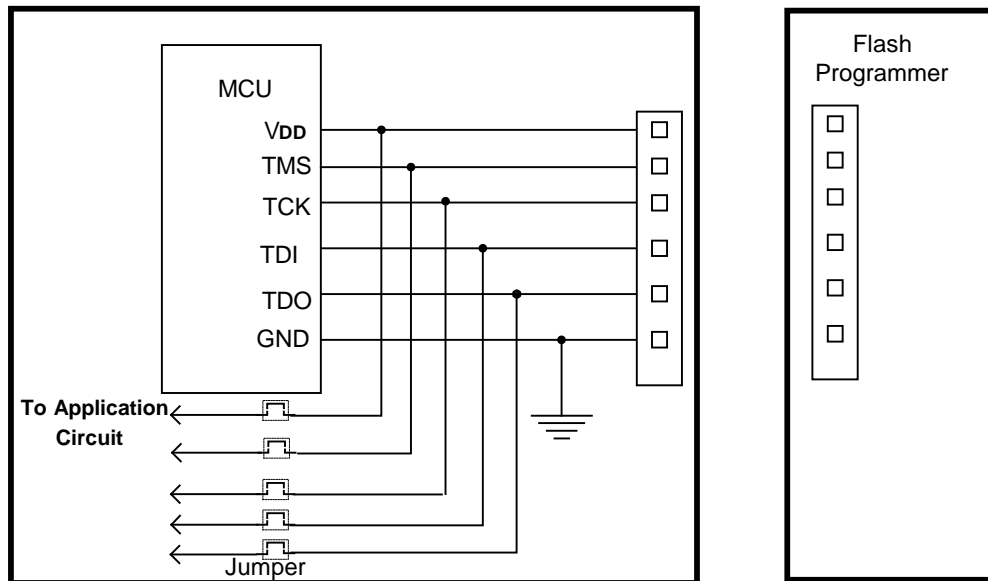 MCU
VDD
TMS
TCK
TDI
TDO
GND
To Application
Circuit
Jumper
Flash
Programmer